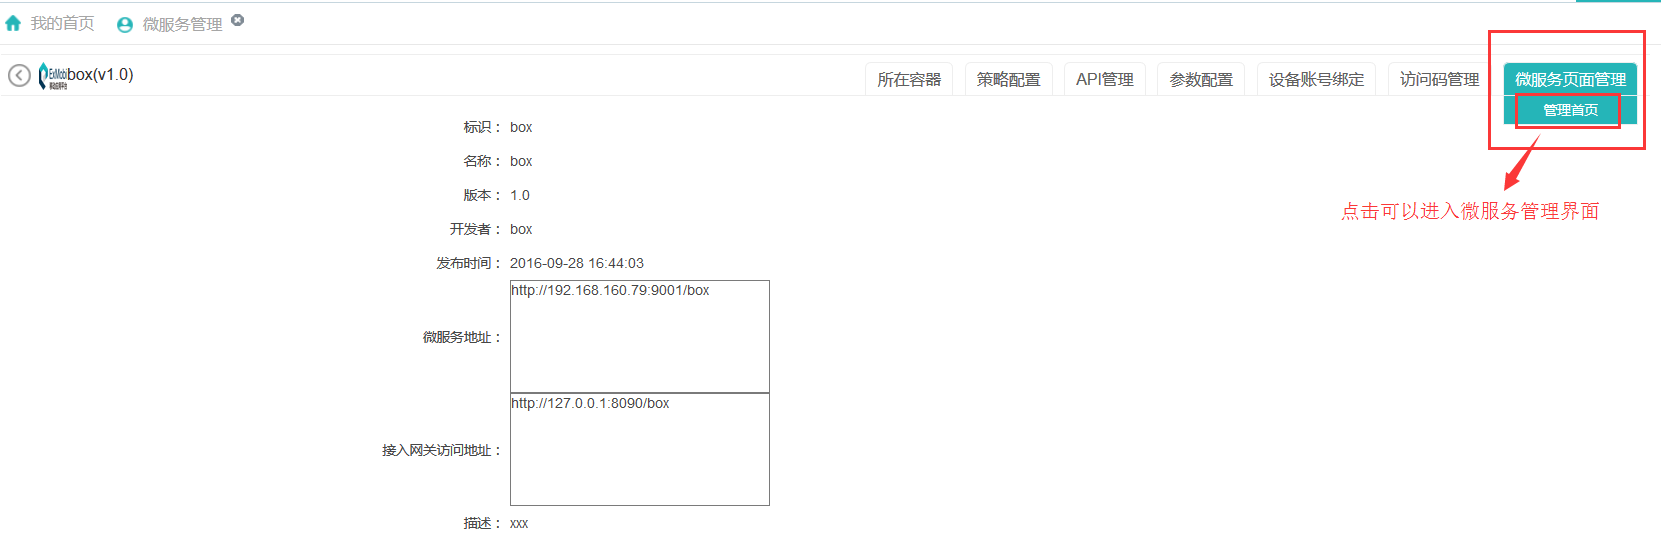 我的首页 微服务管理
ExMobi box(v1.0) 所在容器 策略配置 API管理 参数配置 设备账号绑定 访问码管理 微服务页面管理
管理首页
标识： box
名称： box
版本： 1.0
点击可以进入微服务管理界面
开发者： box
发布时间： 2016-09-28 16:44:03
微服务地址： http://192.168.160.79:9001/box
接入网关访问地址： http://127.0.0.1:8090/box
描述： xxx